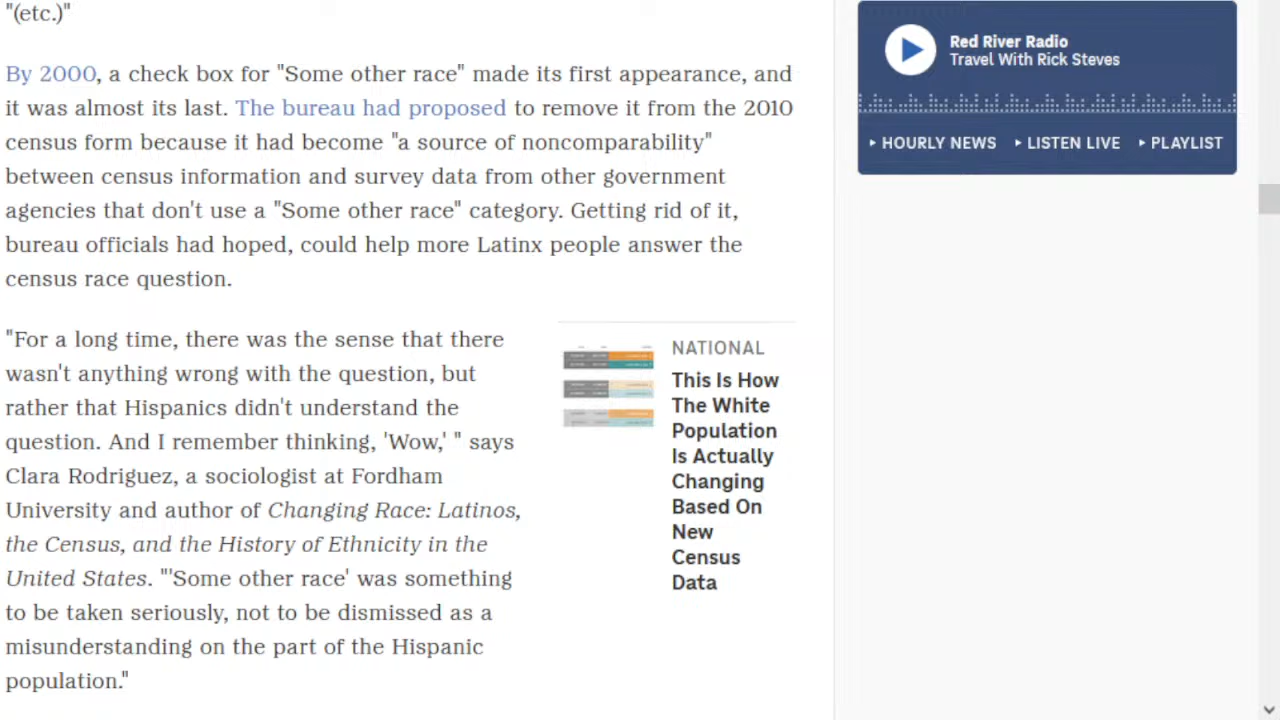 "(etc.)"
By 2000, a check box for "Some other race" made its first appearance, and
it was almost its last. The bureau had proposed to remove it from the 2010
census form because it had become "a source of noncomparability"
between census information and survey data from other government
agencies that don't use a "Some other race" category. Getting rid of it,
bureau officials had hoped, could help more Latinx people answer the
census race question.
"For a long time, there was the sense that there
wasn't anything wrong with the question, but
rather that Hispanics didn't understand the
question. And I remember thinking, 'Wow,' " says
Clara Rodriguez, a sociologist at Fordham
University and author of Changing Race: Latinos,
the Census, and the History of Ethnicity in the
United States. "'Some other race' was something
to be taken seriously, not to be dismissed as a
misunderstanding on the part of the Hispanic
population."
NATIONAL
This Is How
The White
Population
Is Actually
Changing
Based On
New
Census
Data
Red River Radio
Travel With Rick Steves
HOURLY NEWS
LISTEN LIVE
PLAYLIST